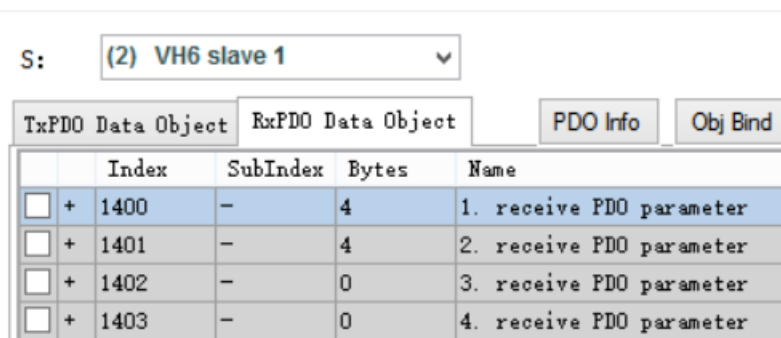 S: (2) VH6 slave 1
TxPDO Data Object RxPDO Data Object PDO Info Obj Bind
Index SubIndex Bytes Name
+ 1400 - 4 1. receive PDO parameter
+ 1401 - 4 2. receive PDO parameter
+ 1402 - 0 3. receive PDO parameter
+ 1403 - 0 4. receive PDO parameter